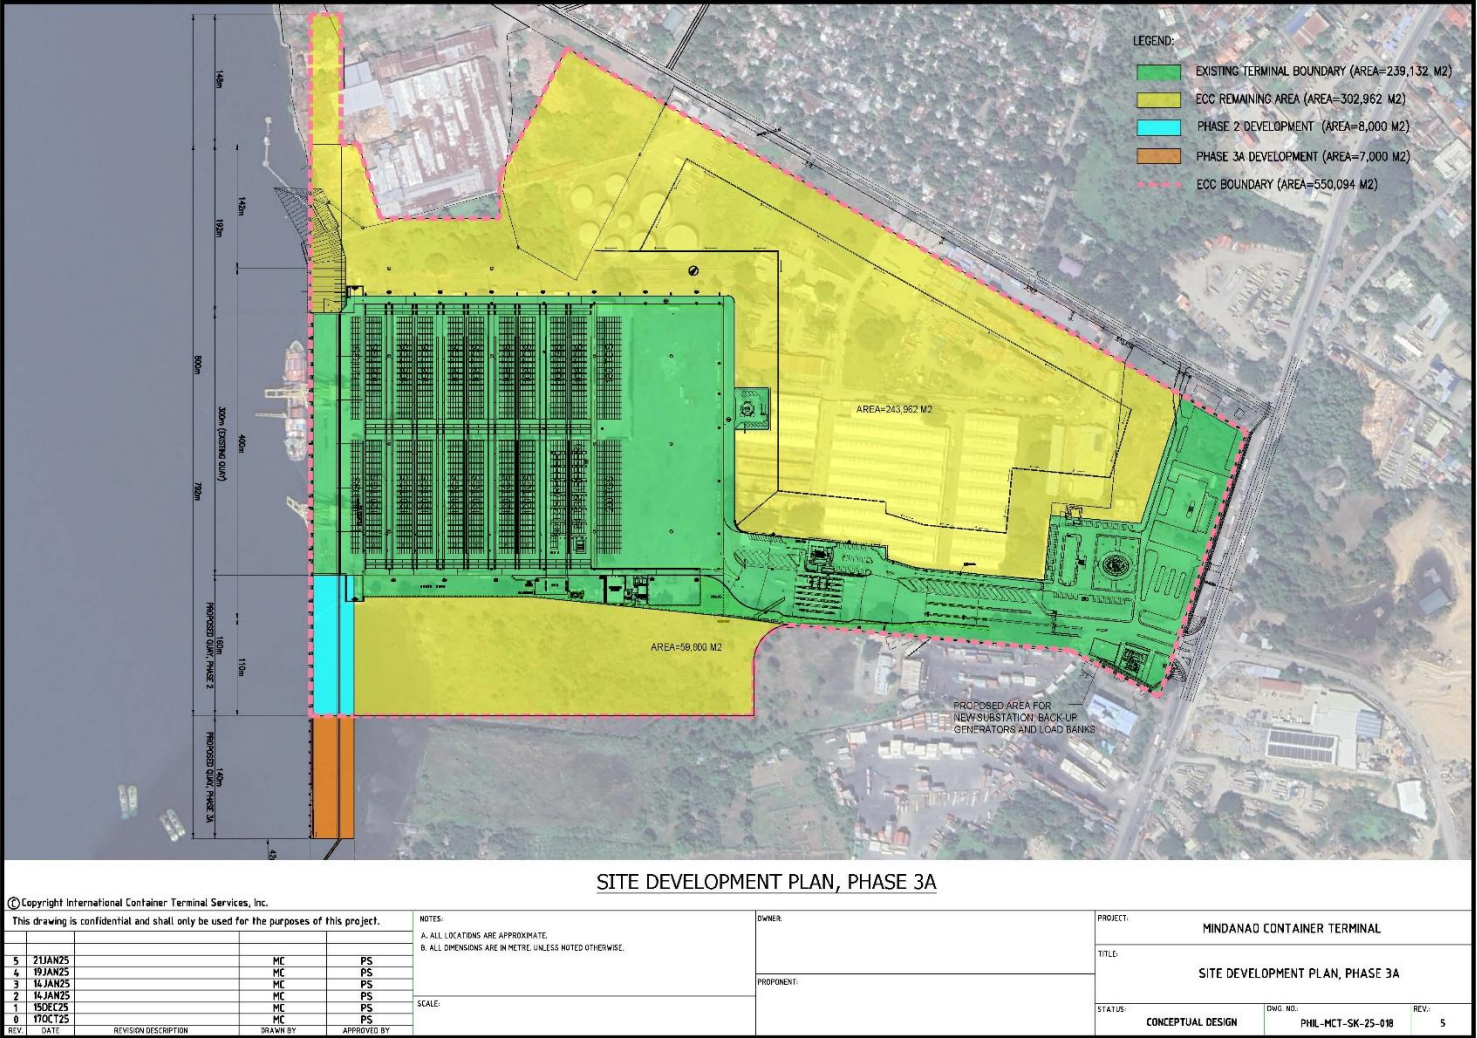 LEGEND:
EXISTING TERMINAL BOUNDARY (AREA=239,132 M2)
ECC REMAINING AREA (AREA=302,962 M2)
PHASE 2 DEVELOPMENT (AREA=8,000 M2)
PHASE 3A DEVELOPMENT (AREA=7,000 M2)
ECC BOUNDARY (AREA=550,094 M2)
148m
142m
192m
600m
300m (EXISTING QUAY)
400m
792m
PROPOSED QUAY, PHASE 2
160m
110m
PROPOSED QUAY, PHASE 3A
140m
AREA=243,962 M2
AREA=59,000 M2
PROPOSED AREA FOR
NEW SUBSTATION, BACK-UP
GENERATORS AND LOAD BANKS
SITE DEVELOPMENT PLAN, PHASE 3A
© Copyright International Container Terminal Services, Inc.
This drawing is confidential and shall only be used for the purposes of this project.
5 21JAN25 MC PS
4 19JAN25 MC PS
3 14JAN25 MC PS
2 14JAN25 MC PS
1 15DEC25 MC PS
0 17OCT25 MC PS
REV. DATE REVISION DESCRIPTION DRAWN BY APPROVED BY
NOTES:
A. ALL LOCATIONS ARE APPROXIMATE.
B. ALL DIMENSIONS ARE IN METRE, UNLESS NOTED OTHERWISE.
SCALE:
OWNER:
PROPONENT:
PROJECT:
MINDANAO CONTAINER TERMINAL
TITLE:
SITE DEVELOPMENT PLAN, PHASE 3A
STATUS:
CONCEPTUAL DESIGN
DWG. NO.:
PHIL-MCT-SK-25-018
REV.:
5